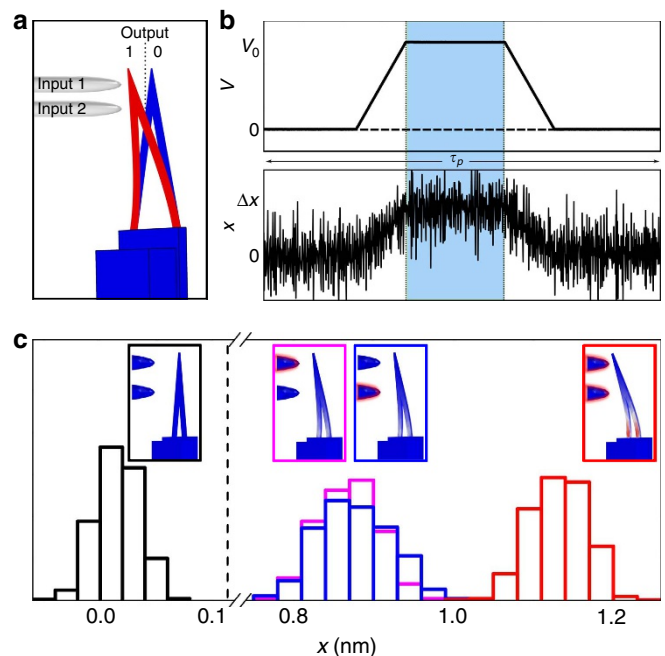 a
Output
1 0
Input 1
Input 2
b
V₀
V
0
τₚ
Δx
x
0
c
0.0 0.1 0.8 1.0 1.2
x (nm)